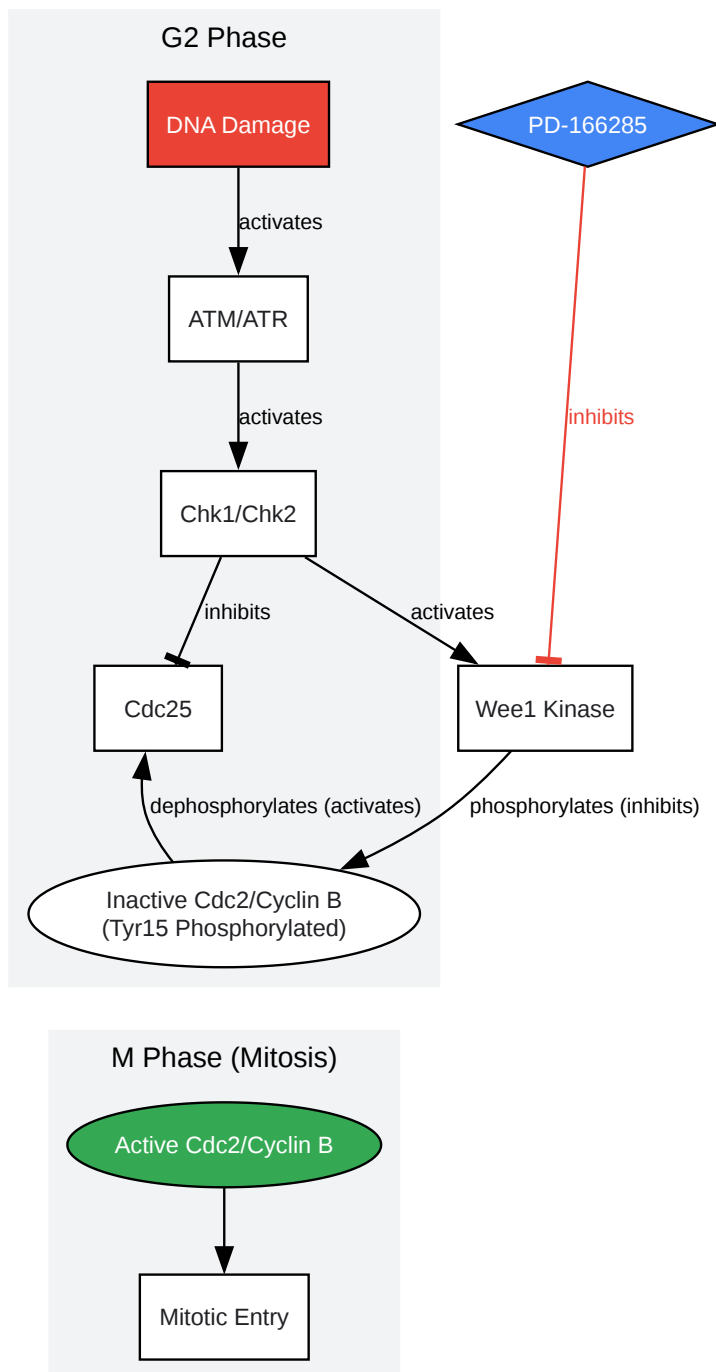 G2 Phase
DNA Damage
PD-166285
activates
ATM/ATR
activates
inhibits
Chk1/Chk2
inhibits
activates
Cdc25
Wee1 Kinase
dephosphorylates (activates)
phosphorylates (inhibits)
Inactive Cdc2/Cyclin B
(Tyr15 Phosphorylated)
M Phase (Mitosis)
Active Cdc2/Cyclin B
Mitotic Entry